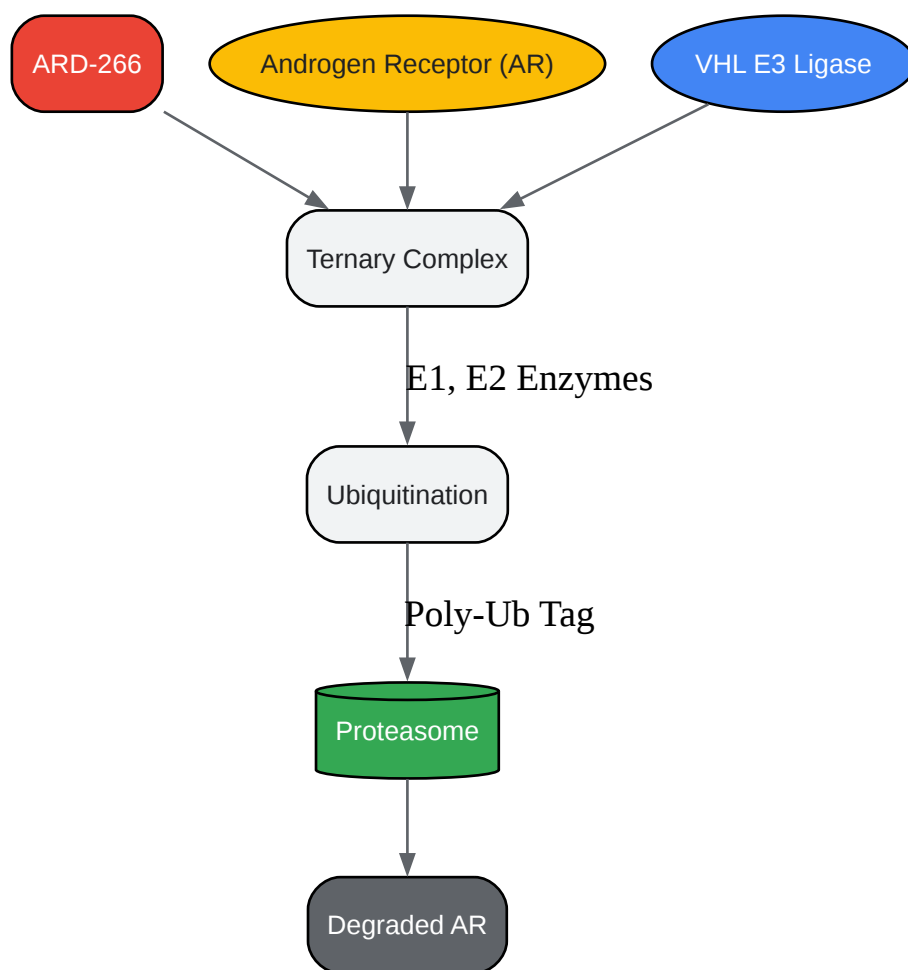 ARD-266
Androgen Receptor (AR)
VHL E3 Ligase
Ternary Complex
E1, E2 Enzymes
Ubiquitination
Poly-Ub Tag
Proteasome
Degraded AR